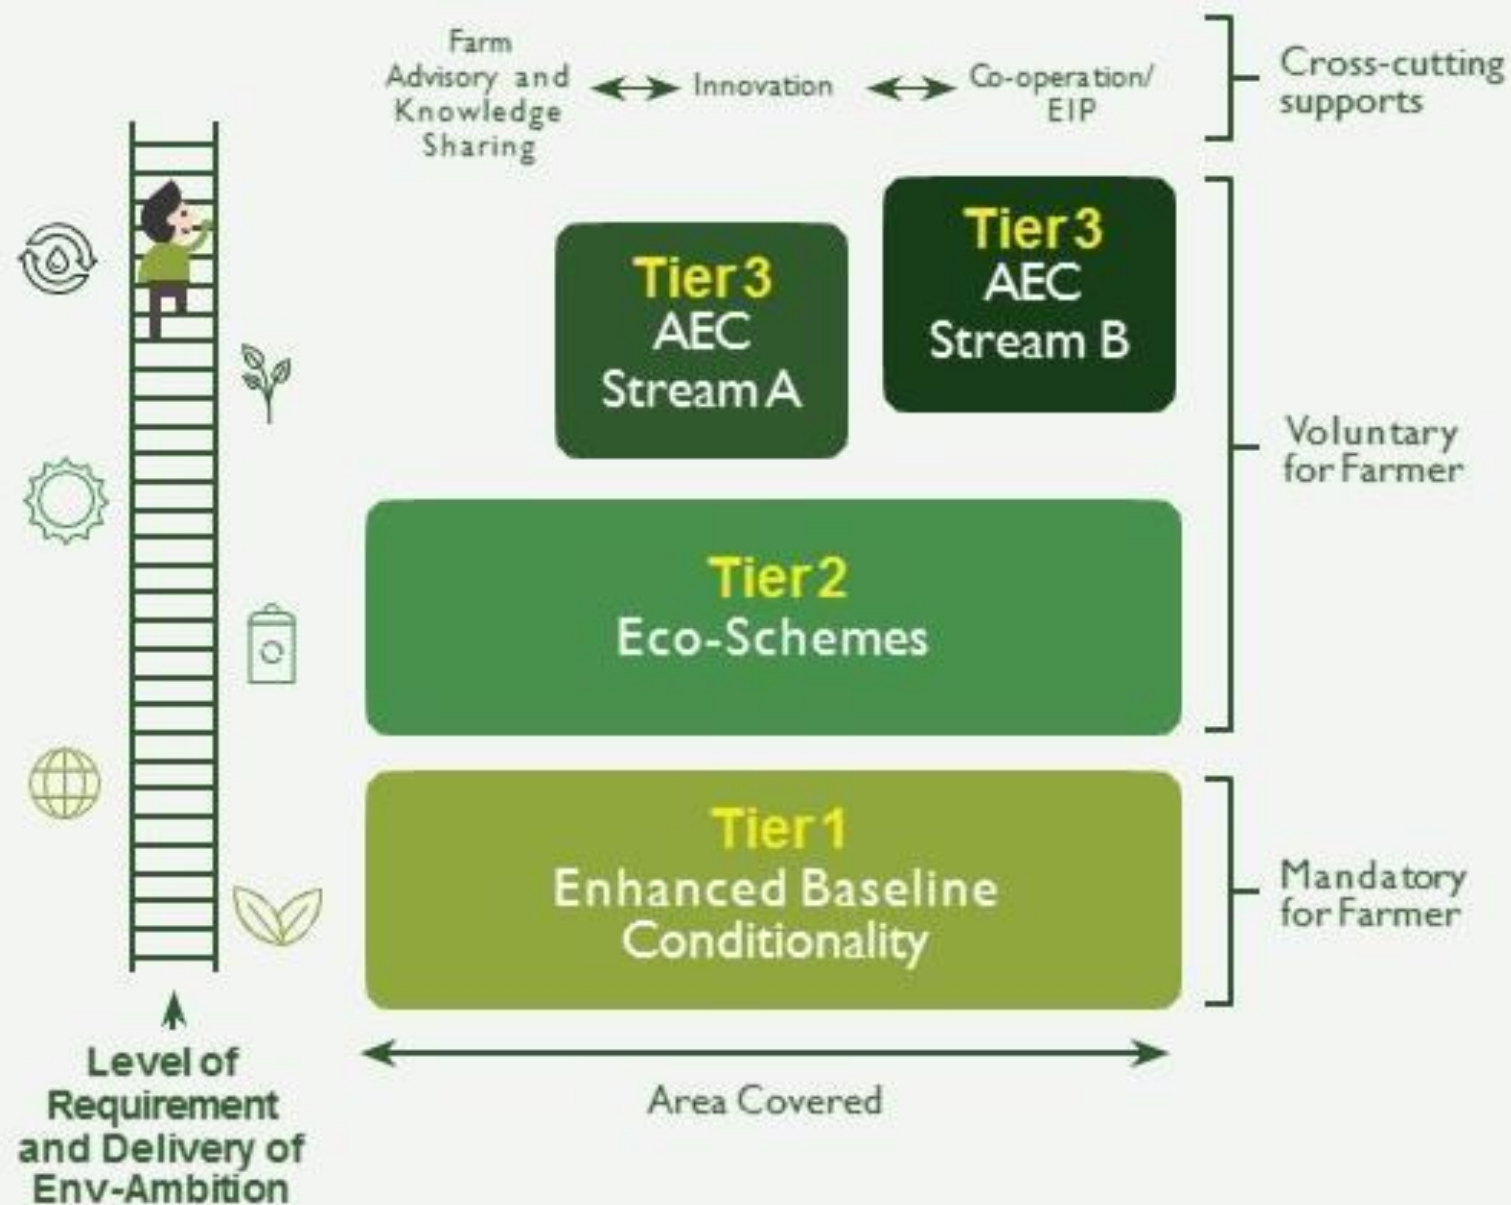 Farm
Advisory and
Knowledge
Sharing
Innovation
Co-operation/
EIP
Cross-cutting
supports
Tier 3
AEC
Stream A
Tier 3
AEC
Stream B
Voluntary
for Farmer
Tier 2
Eco-Schemes
Tier 1
Enhanced Baseline
Conditionality
Mandatory
for Farmer
Area Covered
Level of
Requirement
and Delivery of
Env-Ambition